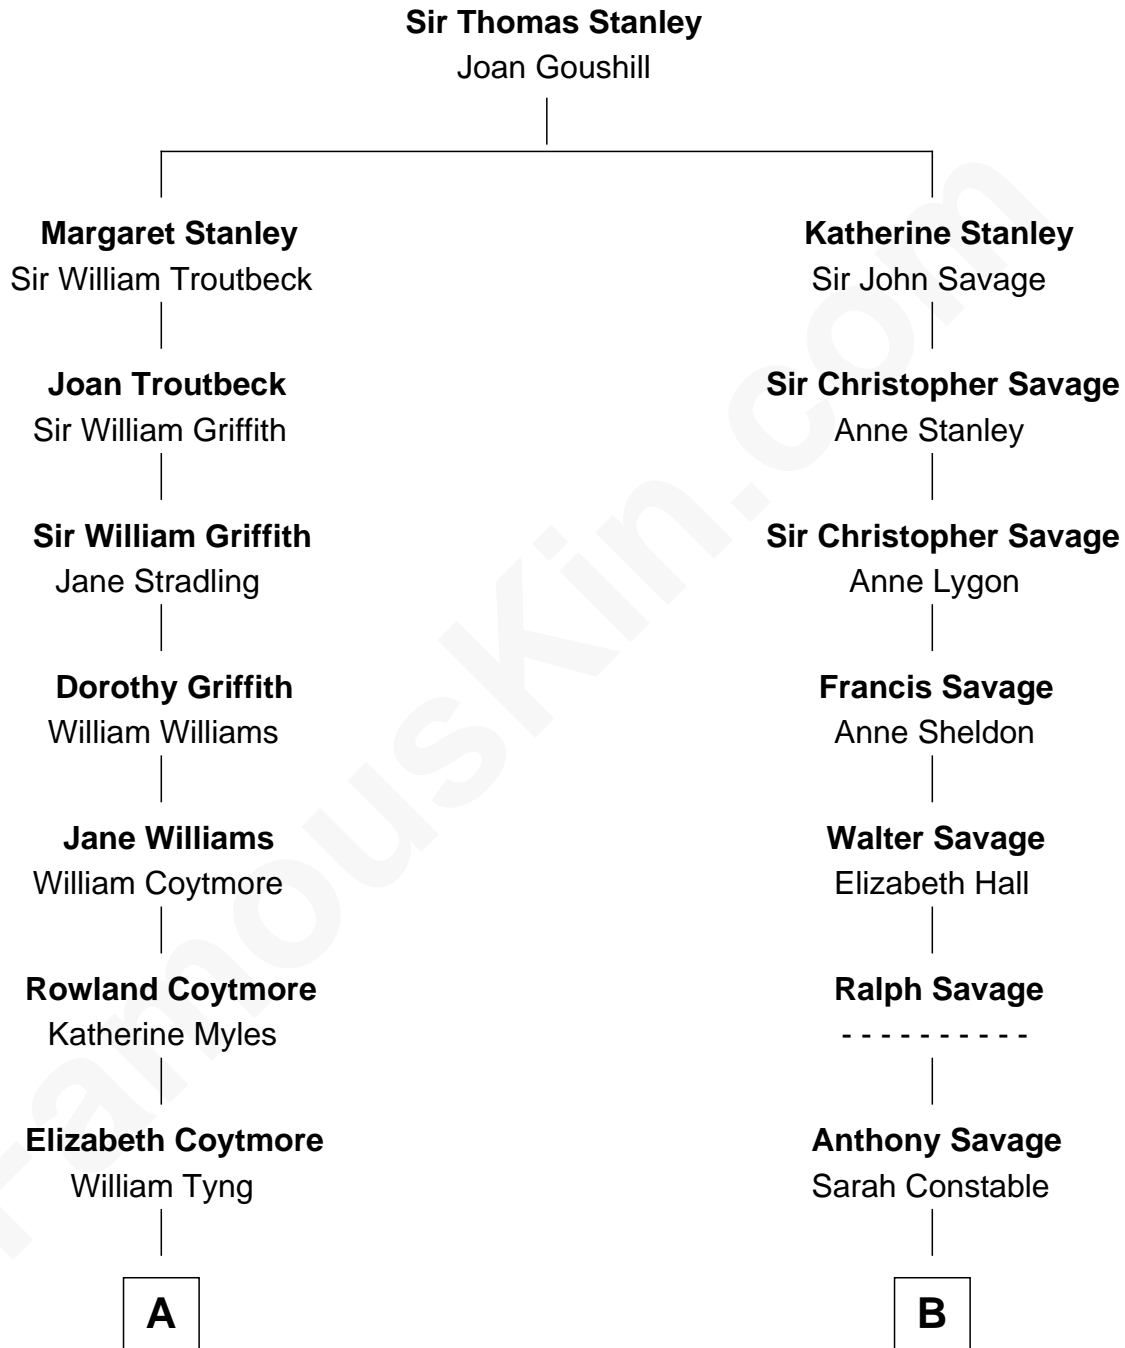 Sir Thomas Stanley
Joan Goushill
Margaret Stanley
Sir William Troutbeck
Katherine Stanley
Sir John Savage
Joan Troutbeck
Sir William Griffith
Sir Christopher Savage
Anne Stanley
Sir William Griffith
Jane Stradling
Sir Christopher Savage
Anne Lygon
Dorothy Griffith
William Williams
Francis Savage
Anne Sheldon
Jane Williams
William Coytmore
Walter Savage
Elizabeth Hall
Rowland Coytmore
Katherine Myles
Ralph Savage
- - - - - - - - - -
Elizabeth Coytmore
William Tyng
Anthony Savage
Sarah Constable
A
B
FamousKin.com